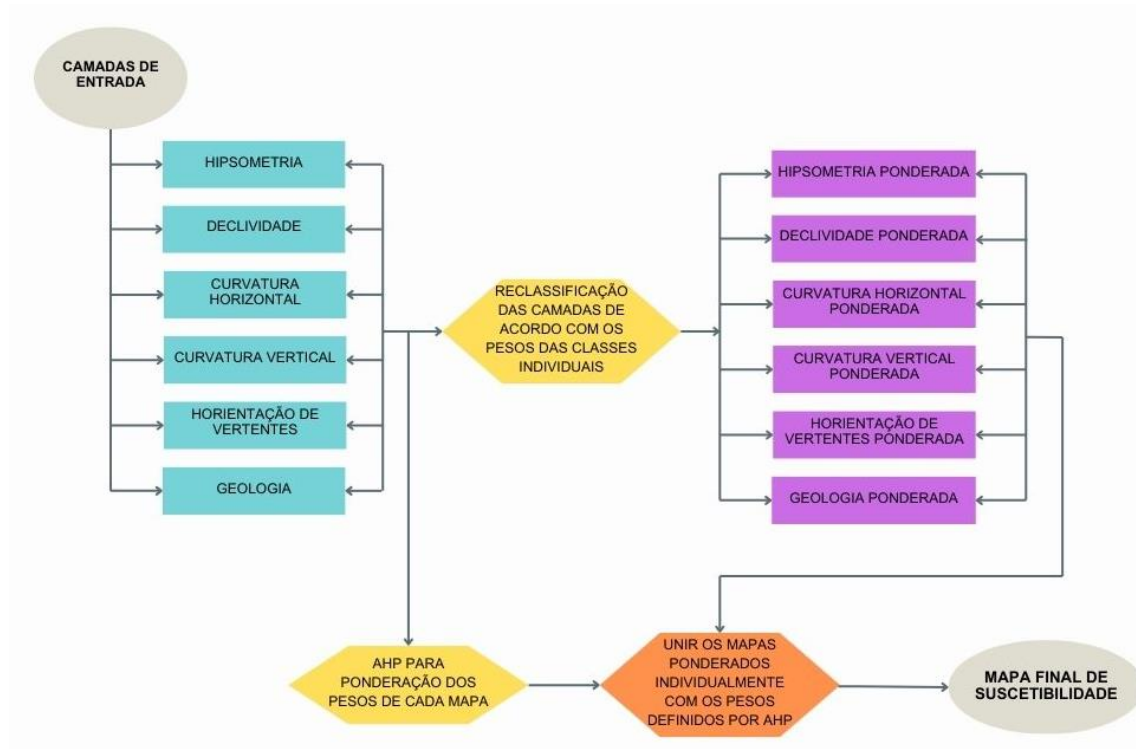 CAMADAS DE
ENTRADA
HIPSOMETRIA
DECLIVIDADE
CURVATURA
HORIZONTAL
CURVATURA VERTICAL
HORIENTAÇÃO DE
VERTENTES
GEOLOGIA
RECLASSIFICAÇÃO
DAS CAMADAS DE
ACORDO COM OS
PESOS DAS CLASSES
INDIVIDUAIS
HIPSOMETRIA PONDERADA
DECLIVIDADE PONDERADA
CURVATURA HORIZONTAL
PONDERADA
CURVATURA VERTICAL
PONDERADA
HORIENTAÇÃO DE
VERTENTES PONDERADA
GEOLOGIA PONDERADA
AHP PARA
PONDERAÇÃO DOS
PESOS DE CADA MAPA
UNIR OS MAPAS
PONDERADOS
INDIVIDUALMENTE
COM OS PESOS
DEFINIDOS POR AHP
MAPA FINAL DE
SUSCETIBILIDADE